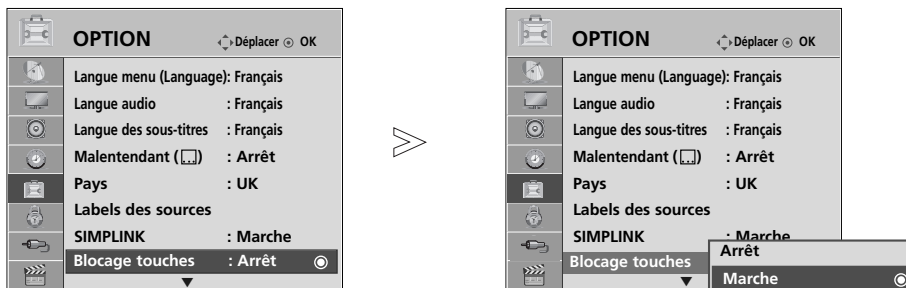 OPTION Déplacer OK
Langue menu (Language): Français
Langue audio : Français
Langue des sous-titres : Français
Malentendant ( ) : Arrêt
Pays : UK
Labels des sources
SIMPLINK : Marche
Blocage touches : Arrêt
OPTION Déplacer OK
Langue menu (Language): Français
Langue audio : Français
Langue des sous-titres : Français
Malentendant ( ) : Arrêt
Pays : UK
Labels des sources
SIMPLINK : Marche
Blocage touches
Arrêt
Marche